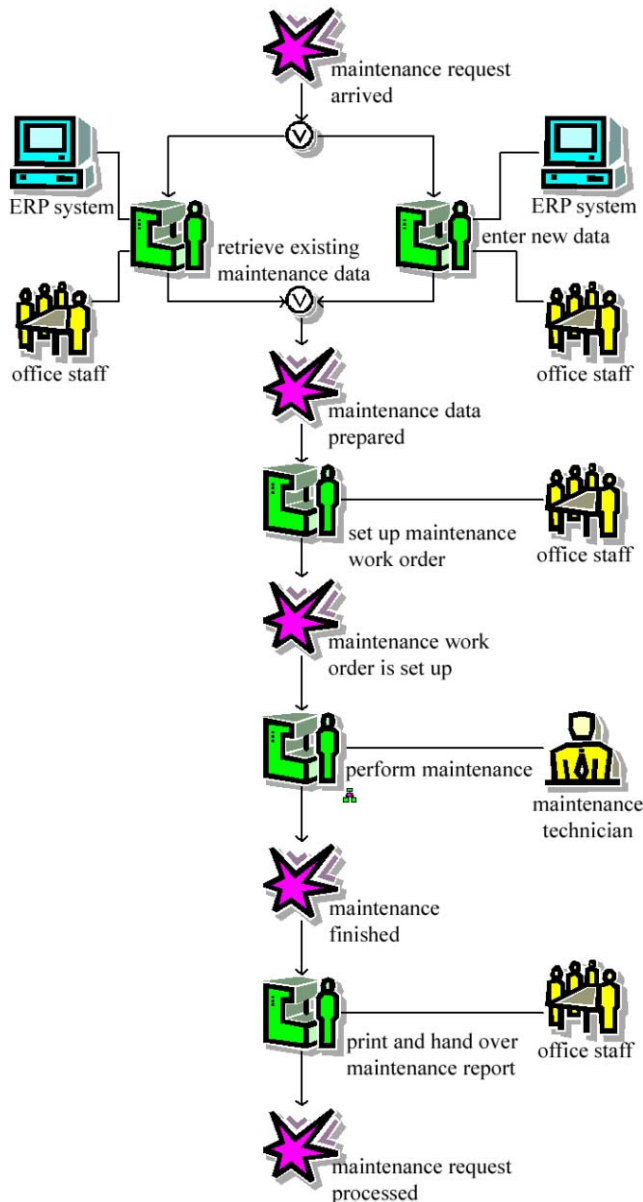 maintenance request
arrived
V
ERP system
ERP system
retrieve existing
maintenance data
enter new data
V
office staff
office staff
maintenance data
prepared
set up maintenance
work order
office staff
maintenance work
order is set up
perform maintenance
maintenance
technician
maintenance
finished
print and hand over
maintenance report
office staff
maintenance request
processed